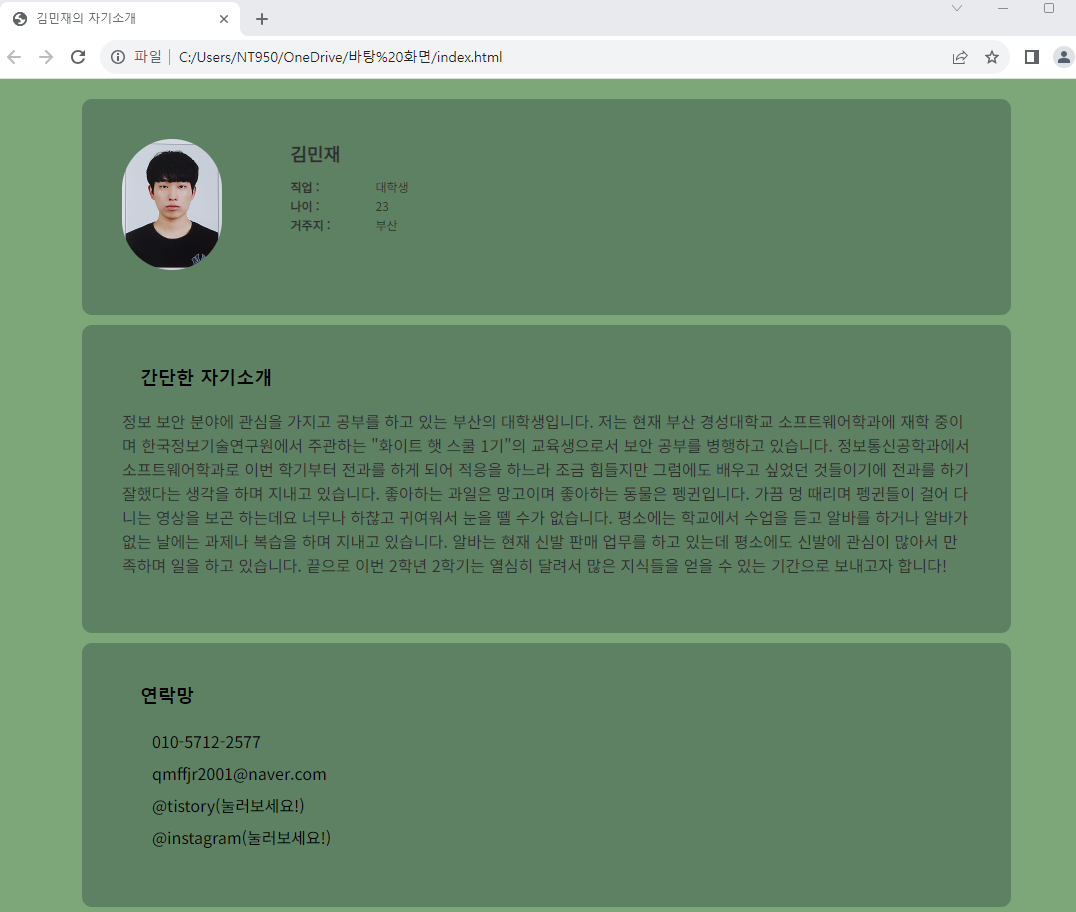 김민재의 자기소개
파일 C:/Users/NT950/OneDrive/바탕%20화면/index.html
김민재
직업 : 대학생
나이 : 23
거주지 : 부산
간단한 자기소개
정보 보안 분야에 관심을 가지고 공부를 하고 있는 부산의 대학생입니다. 저는 현재 부산 경성대학교 소프트웨어학과에 재학 중이
며 한국정보기술연구원에서 주관하는 "화이트 햇 스쿨 1기"의 교육생으로서 보안 공부를 병행하고 있습니다. 정보통신공학과에서
소프트웨어학과로 이번 학기부터 전과를 하게 되어 적응을 하느라 조금 힘들지만 그럼에도 배우고 싶었던 것들이기에 전과를 하기
잘했다는 생각을 하며 지내고 있습니다. 좋아하는 과일은 망고이며 좋아하는 동물은 펭귄입니다. 가끔 멍 때리며 펭귄들이 걸어 다
니는 영상을 보곤 하는데요 너무나 하찮고 귀여워서 눈을 뗄 수가 없습니다. 평소에는 학교에서 수업을 듣고 알바를 하거나 알바가
없는 날에는 과제나 복습을 하며 지내고 있습니다. 알바는 현재 신발 판매 업무를 하고 있는데 평소에도 신발에 관심이 많아서 만
족하며 일을 하고 있습니다. 끝으로 이번 2학년 2학기는 열심히 달려서 많은 지식들을 얻을 수 있는 기간으로 보내고자 합니다!
연락망
010-5712-2577
qmffjr2001@naver.com
@tistory(눌러보세요!)
@instagram(눌러보세요!)